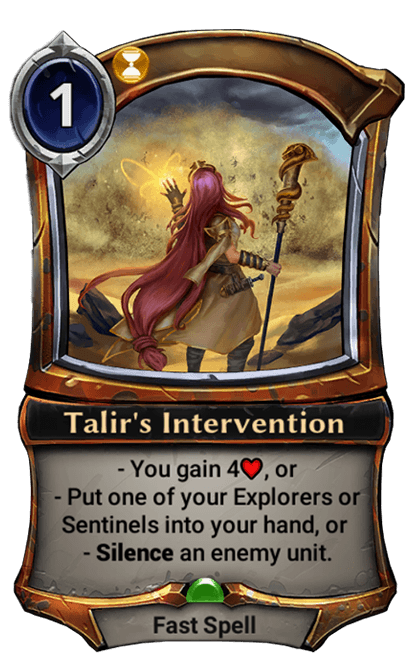 1
Talir's Intervention
- You gain 4❤, or
- Put one of your Explorers or
Sentinels into your hand, or
- Silence an enemy unit.
Fast Spell